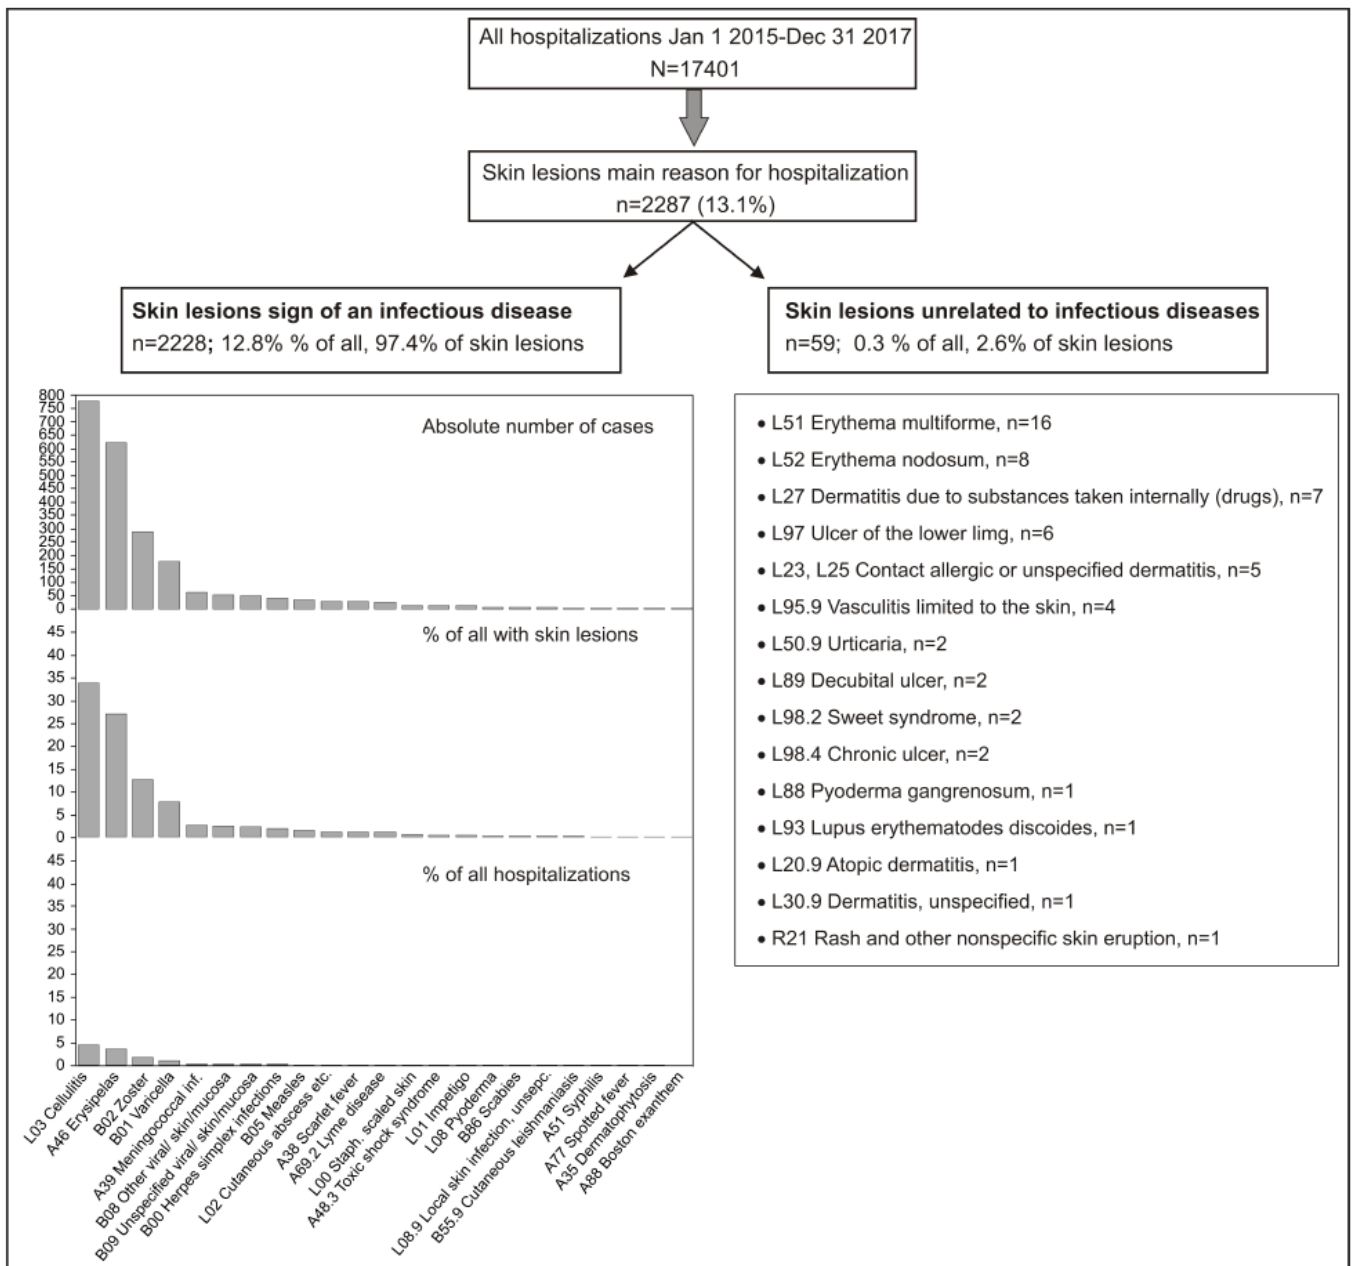 All hospitalizations Jan 1 2015-Dec 31 2017
N=17401
Skin lesions main reason for hospitalization
n=2287 (13.1%)
Skin lesions sign of an infectious disease
n=2228; 12.8% % of all, 97.4% of skin lesions
Skin lesions unrelated to infectious diseases
n=59; 0.3 % of all, 2.6% of skin lesions
Absolute number of cases
800
750
700
650
600
550
500
450
400
350
300
250
200
150
100
50
0
% of all with skin lesions
45
40
35
30
25
20
15
10
5
0
% of all hospitalizations
45
40
35
30
25
20
15
10
5
0
L03 Cellulitis
A46 Erysipelas
B02 Zoster
B01 Varicella
A39 Meningococcal inf.
B08 Other viral/ skin/mucosa
B09 Unspecified viral/ skin/mucosa
B00 Herpes simplex infections
B05 Measles
L02 Cutaneous abscess etc.
A38 Scarlet fever
A69.2 Lyme disease
L00 Staph. scaled skin
A48.3 Toxic shock syndrome
L01 Impetigo
L08 Pyoderma
B86 Scabies
L08.9 Local skin infection, unsepc.
B55.9 Cutaneous leishmaniasis
A51 Syphilis
A77 Spotted fever
A35 Dermatophytosis
A88 Boston exanthem
• L51 Erythema multiforme, n=16
• L52 Erythema nodosum, n=8
• L27 Dermatitis due to substances taken internally (drugs), n=7
• L97 Ulcer of the lower limg, n=6
• L23, L25 Contact allergic or unspecified dermatitis, n=5
• L95.9 Vasculitis limited to the skin, n=4
• L50.9 Urticaria, n=2
• L89 Decubital ulcer, n=2
• L98.2 Sweet syndrome, n=2
• L98.4 Chronic ulcer, n=2
• L88 Pyoderma gangrenosum, n=1
• L93 Lupus erythematodes discoides, n=1
• L20.9 Atopic dermatitis, n=1
• L30.9 Dermatitis, unspecified, n=1
• R21 Rash and other nonspecific skin eruption, n=1